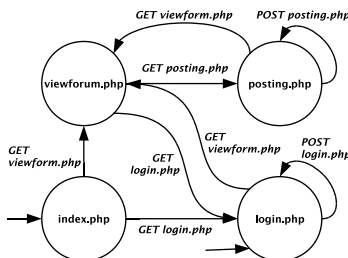 GET viewform.php
POST posting.php
GET posting.php
viewforum.php
posting.php
GET
viewform.php
GET
login.php
GET
viewform.php
POST
login.php
index.php
GET login.php
login.php